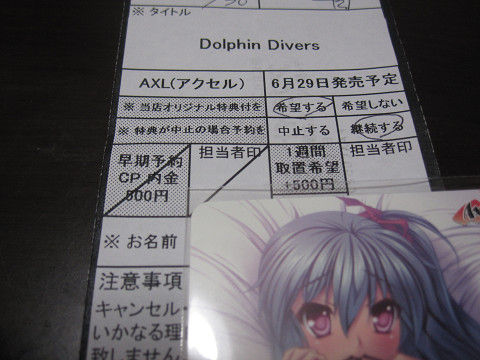 ※ タイトル
Dolphin Divers
AXL(アクセル) 6月29日発売予定
※ 当店オリジナル特典付を 希望する 希望しない
※ 特典が中止の場合予約を 中止する 継続する
早期予約 担当者印 1週間 担当者印
CP 内金 取置希望
500円 +500円
※ お名前
注意事項
キャンセル・
いかなる理
致しません